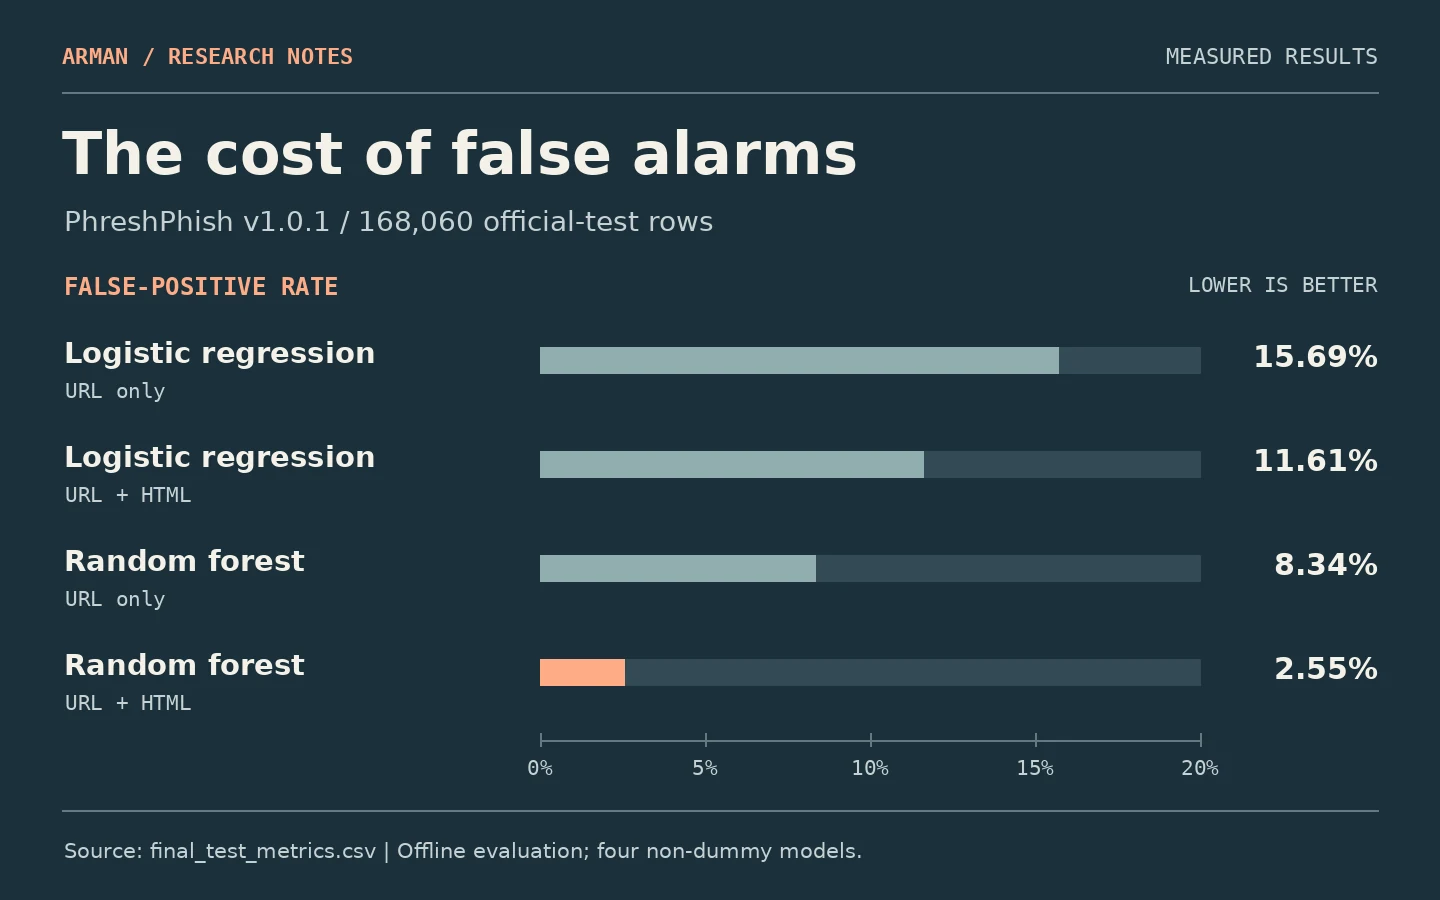 ARMAN / RESEARCH NOTES
MEASURED RESULTS
The cost of false alarms
PhreshPhish v1.0.1 / 168,060 official-test rows
FALSE-POSITIVE RATE
LOWER IS BETTER
Logistic regression
URL only
15.69%
Logistic regression
URL + HTML
11.61%
Random forest
URL only
8.34%
Random forest
URL + HTML
2.55%
0% 5% 10% 15% 20%
Source: final_test_metrics.csv | Offline evaluation; four non-dummy models.